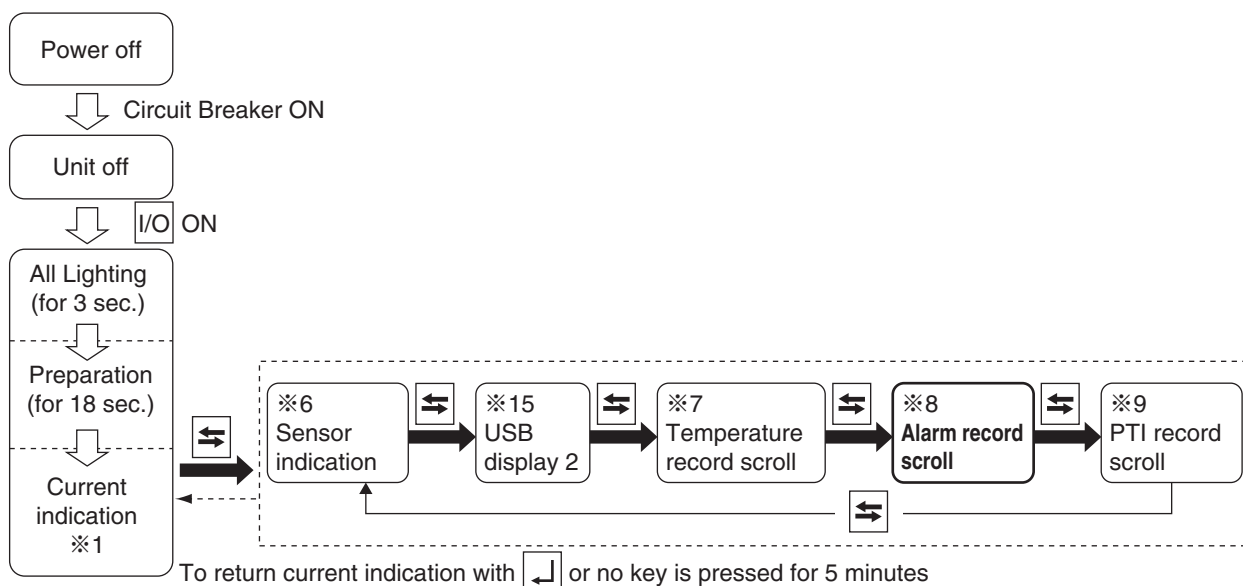 Power off
Circuit Breaker ON
Unit off
I/O ON
All Lighting
(for 3 sec.)
Preparation
(for 18 sec.)
Current
indication
※1
※6
Sensor
indication
※15
USB
display 2
※7
Temperature
record scroll
※8
Alarm record
scroll
※9
PTI record
scroll
To return current indication with ↵ or no key is pressed for 5 minutes